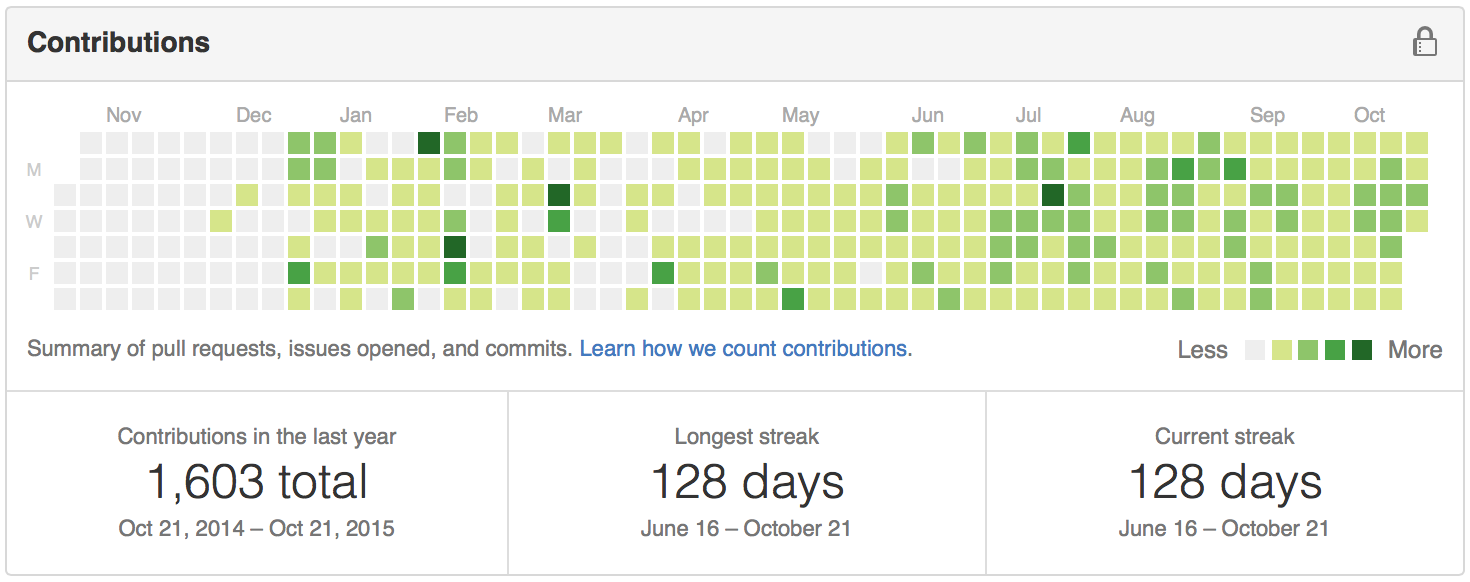 Contributions
Nov Dec Jan Feb Mar Apr May Jun Jul Aug Sep Oct
M
W
F
Summary of pull requests, issues opened, and commits. Learn how we count contributions.
Less More
Contributions in the last year
1,603 total
Oct 21, 2014 – Oct 21, 2015
Longest streak
128 days
June 16 – October 21
Current streak
128 days
June 16 – October 21